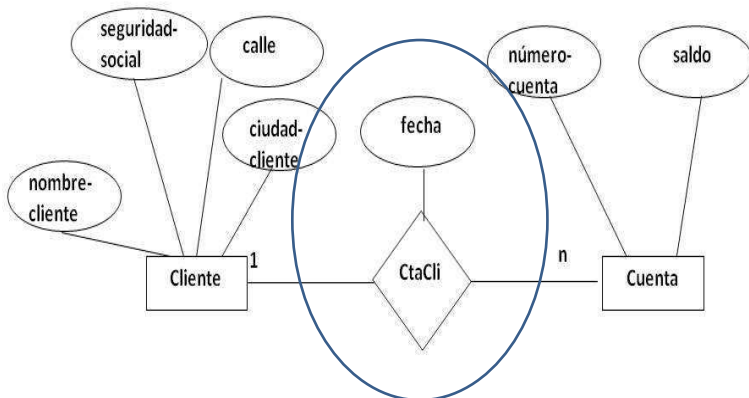 seguridad-
social
calle
número-
cuenta
saldo
ciudad-
cliente
fecha
nombre-
cliente
Cliente
1
CtaCli
n
Cuenta